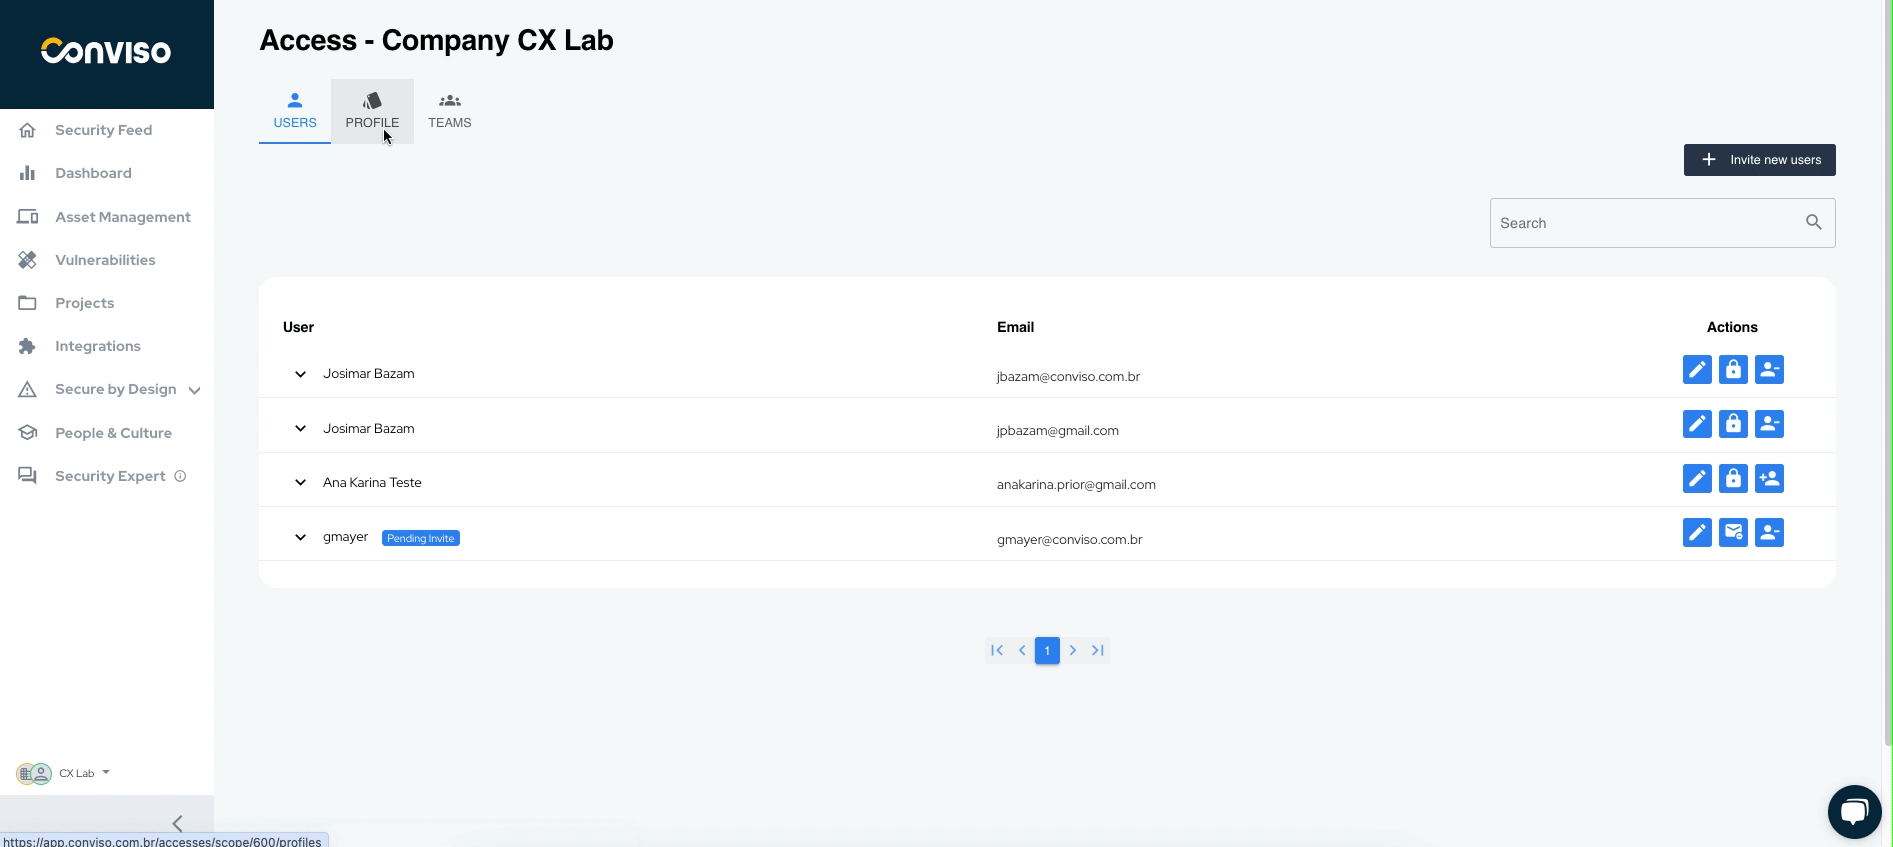 CONVISO
Access - Company CX Lab
USERS
PROFILE
TEAMS
Invite new users
Search
Security Feed
Dashboard
Asset Management
Vulnerabilities
Projects
Integrations
Secure by Design
People & Culture
Security Expert
User Email Actions
Josimar Bazam jbazam@conviso.com.br
Josimar Bazam jpbazam@gmail.com
Ana Karina Teste anakarina.prior@gmail.com
gmayer Pending Invite gmayer@conviso.com.br
1
CX Lab
https://app.conviso.com.br/accesses/scope/600/profiles